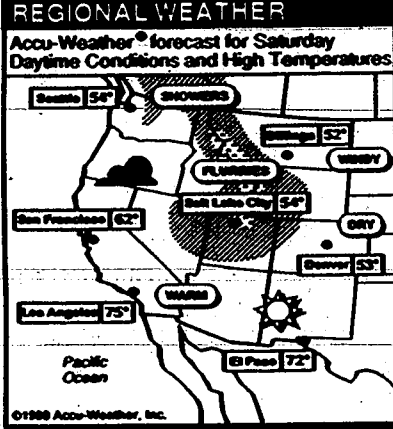 REGIONAL WEATHER
Accu-Weather® forecast for Saturday
Daytime Conditions and High Temperatures
Seattle 54°
SHOWERS
Billings 52°
WINDY
FLURRIES
Salt Lake City 54°
San Francisco 62°
DRY
Denver 53°
WARM
Los Angeles 75°
El Paso 72°
Pacific
Ocean
©1988 Accu-Weather, Inc.